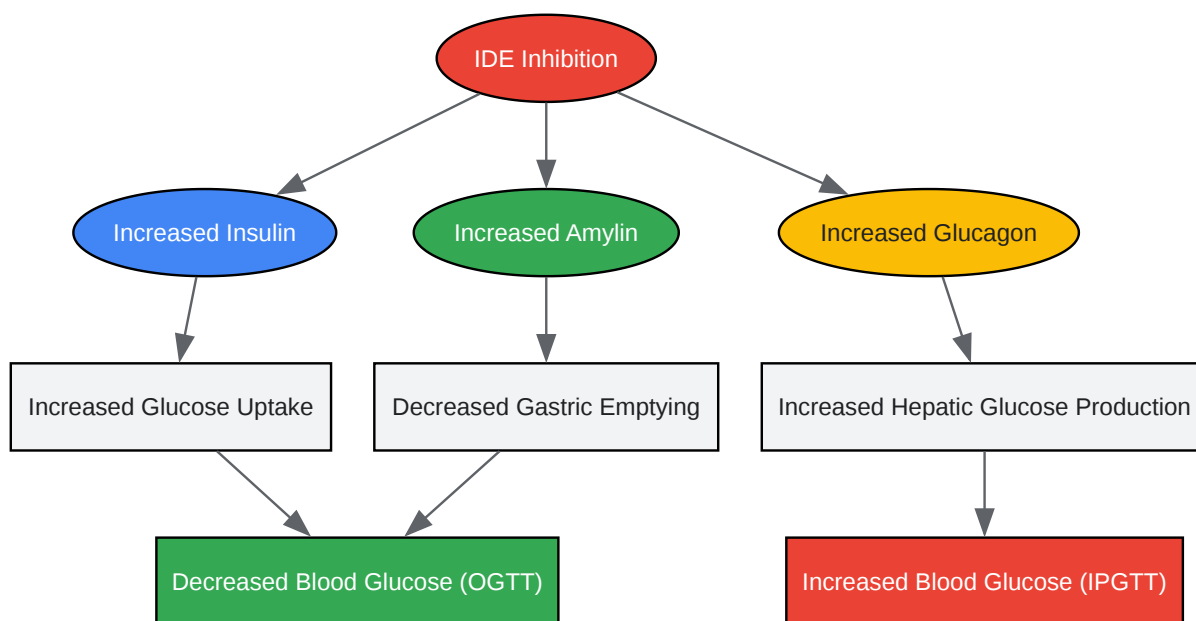 IDE Inhibition
Increased Insulin
Increased Amylin
Increased Glucagon
Increased Glucose Uptake
Decreased Gastric Emptying
Increased Hepatic Glucose Production
Decreased Blood Glucose (OGTT)
Increased Blood Glucose (IPGTT)